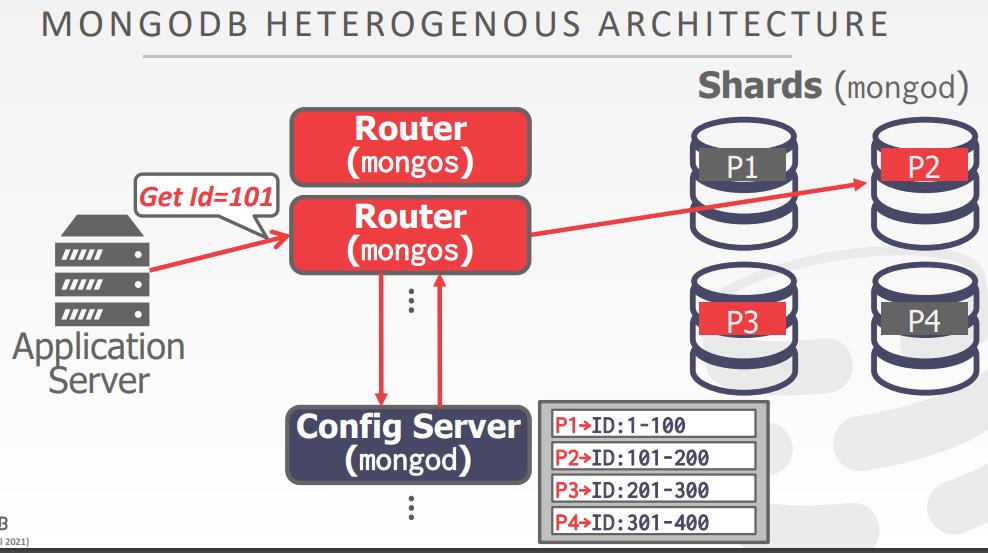 MONGODB HETEROGENOUS ARCHITECTURE
Shards (mongod)
Router
(mongos)
P1
P2
Get Id=101
Router
(mongos)
P3
P4
Application
Server
Config Server
(mongod)
P1→ID:1-100
P2→ID:101-200
P3→ID:201-300
P4→ID:301-400
B
l 2021)